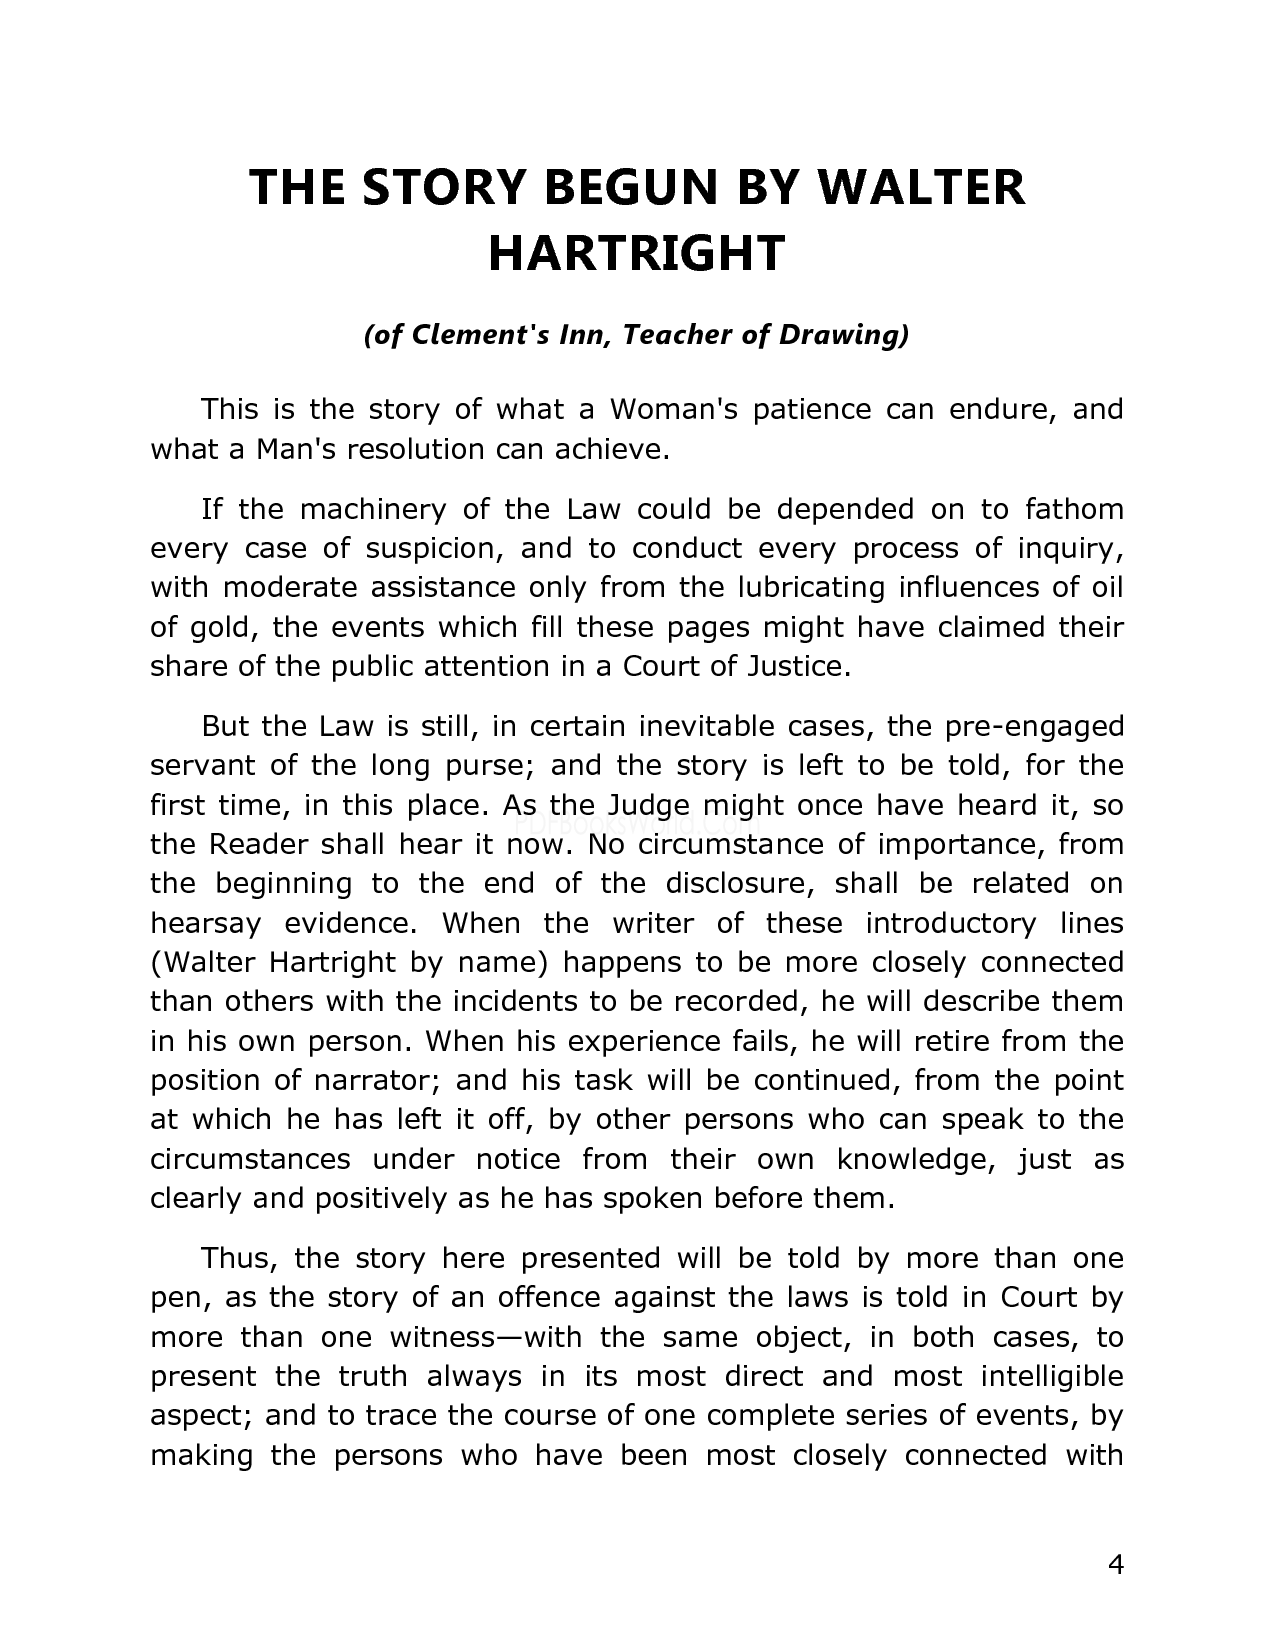 THE STORY BEGUN BY WALTER
HARTRIGHT
(of Clement's Inn, Teacher of Drawing)
This is the story of what a Woman's patience can endure, and
what a Man's resolution can achieve.
If the machinery of the Law could be depended on to fathom
every case of suspicion, and to conduct every process of inquiry,
with moderate assistance only from the lubricating influences of oil
of gold, the events which fill these pages might have claimed their
share of the public attention in a Court of Justice.
But the Law is still, in certain inevitable cases, the pre-engaged
servant of the long purse; and the story is left to be told, for the
first time, in this place. As the Judge might once have heard it, so
PDFBooksWorld.Com
the Reader shall hear it now. No circumstance of importance, from
the beginning to the end of the disclosure, shall be related on
hearsay evidence. When the writer of these introductory lines
(Walter Hartright by name) happens to be more closely connected
than others with the incidents to be recorded, he will describe them
in his own person. When his experience fails, he will retire from the
position of narrator; and his task will be continued, from the point
at which he has left it off, by other persons who can speak to the
circumstances under notice from their own knowledge, just as
clearly and positively as he has spoken before them.
Thus, the story here presented will be told by more than one
pen, as the story of an offence against the laws is told in Court by
more than one witness—with the same object, in both cases, to
present the truth always in its most direct and most intelligible
aspect; and to trace the course of one complete series of events, by
making the persons who have been most closely connected with
4